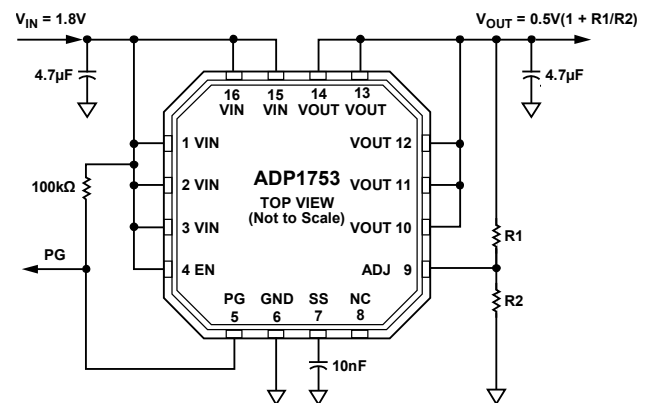 VIN = 1.8V
VOUT = 0.5V(1 + R1/R2)
4.7µF
4.7µF
16
VIN
15
VIN
14
VOUT
13
VOUT
1 VIN
2 VIN
3 VIN
4 EN
VOUT 12
VOUT 11
VOUT 10
ADJ 9
ADP1753
TOP VIEW
(Not to Scale)
100kΩ
PG
R1
R2
PG
5
GND
6
SS
7
NC
8
10nF